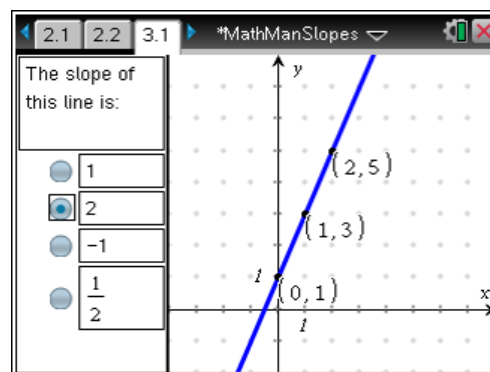 2.1 2.2 3.1 *MathManSlopes
The slope of
this line is:
1
2
-1
1
2
y
(2,5)
(1,3)
1
(0,1)
x
1